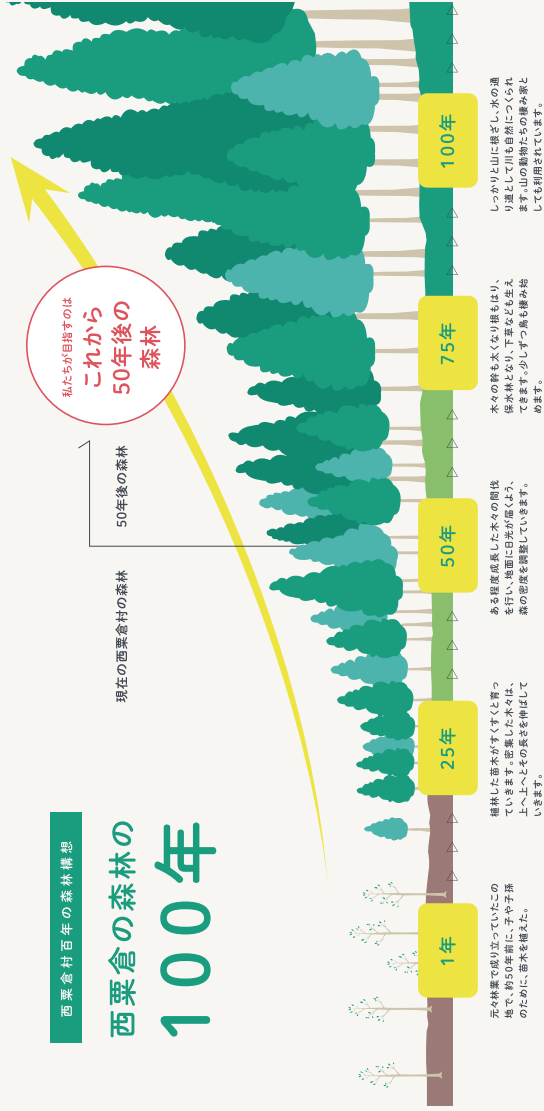 西粟倉村百年の森林構想
西粟倉の森林の
100年
現在の西粟倉村の森林
50年後の森林
私たちが目指すのは
これから
50年後の
森林
1年
元々林業で成り立っていたこの
地で、約50年前に、子や子孫
のために、苗木を植えた。
25年
植林した苗木がすくすくと育っ
ていきます。密集した木々は、
上へ上へとその長さを伸ばして
いきます。
50年
ある程度成長した木々の間伐
を行い、地面に日光が届くよう、
森の密度を調整していきます。
75年
木々の幹も太くなり根もはり、
保水林となり、下草なども生え
てきます。少しずつ鳥も棲み始
めます。
100年
しっかりと山に根ざし、水の通
り道として川も自然につくられ
ます。山の動物たちの棲み家と
しても利用されています。